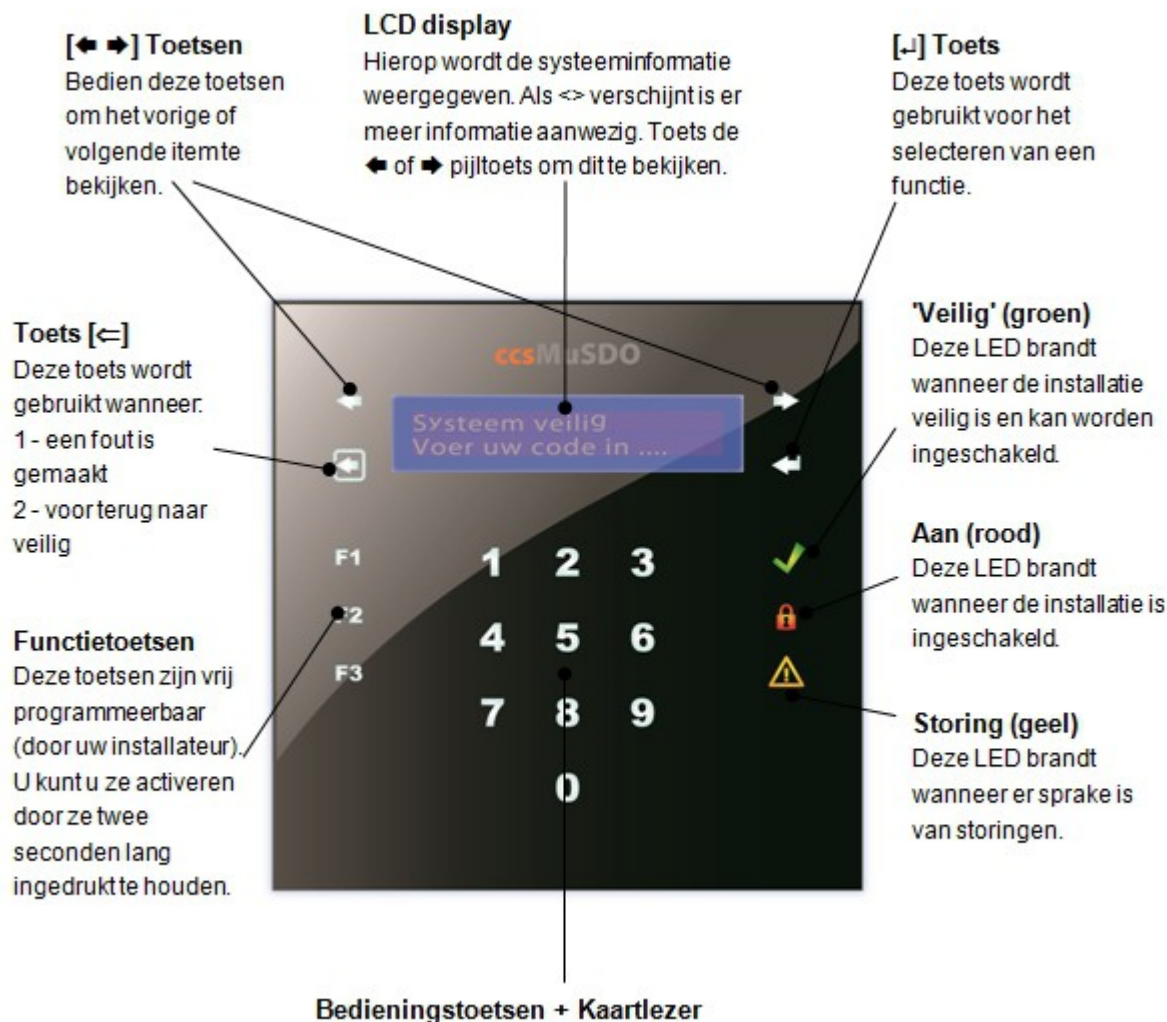 [← →] Toetsen
Bedien deze toetsen
om het vorige of
volgende item te
bekijken.
LCD display
Hierop wordt de systeeminformatie
weergegeven. Als <> verschijnt is er
meer informatie aanwezig. Toets de
← of → pijltoets om dit te bekijken.
[↵] Toets
Deze toets wordt
gebruikt voor het
selecteren van een
functie.
Toets [⇐]
Deze toets wordt
gebruikt wanneer:
1 - een fout is
gemaakt
2 - voor terug naar
veilig
Functietoetsen
Deze toetsen zijn vrij
programmeerbaar
(door uw installateur).
U kunt u ze activeren
door ze twee
seconden lang
ingedrukt te houden.
ccsMuSDO
Systeem veilig
Voer uw code in ....
F1
F2
F3
1 2 3
4 5 6
7 8 9
0
'Veilig' (groen)
Deze LED brandt
wanneer de installatie
veilig is en kan worden
ingeschakeld.
Aan (rood)
Deze LED brandt
wanneer de installatie is
ingeschakeld.
Storing (geel)
Deze LED brandt
wanneer er sprake is
van storingen.
Bedieningstoetsen + Kaartlezer